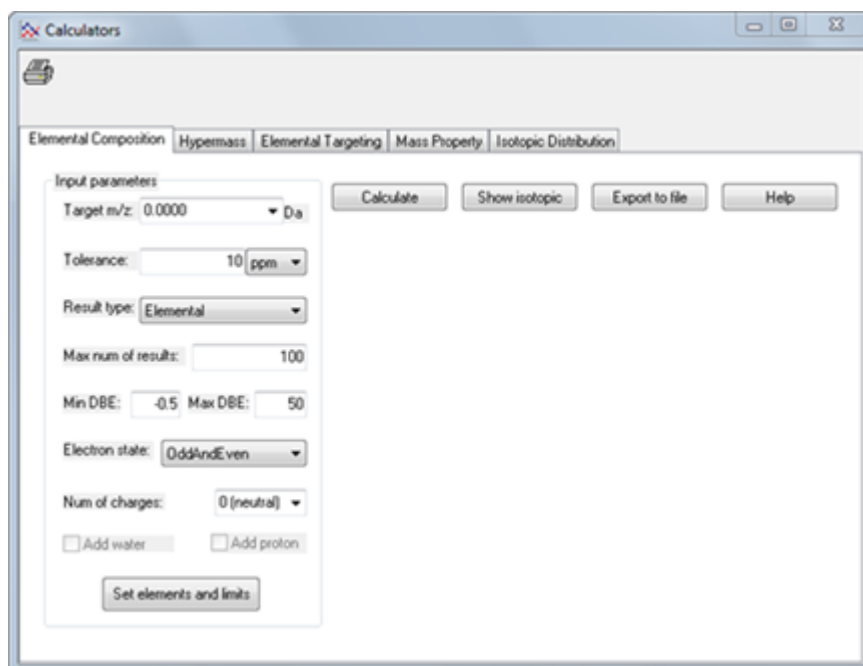 Calculators
Elemental Composition Hypermass Elemental Targeting Mass Property Isotopic Distribution
Input parameters
Target m/z: 0.0000 Da
Calculate Show isotopic Export to file Help
Tolerance: 10 ppm
Result type: Elemental
Max num of results: 100
Min DBE: -0.5 Max DBE: 50
Electron state: OddAndEven
Num of charges: 0 (neutral)
Add water Add proton
Set elements and limits